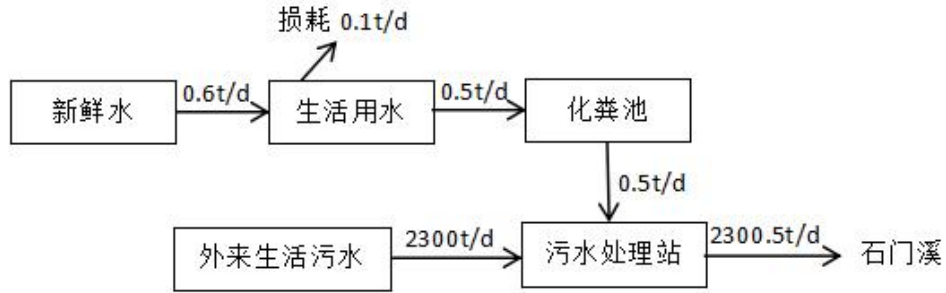 损耗 0.1t/d
新鲜水 0.6t/d 生活用水 0.5t/d 化粪池
0.5t/d
外来生活污水 2300t/d 污水处理站 2300.5t/d 石门溪